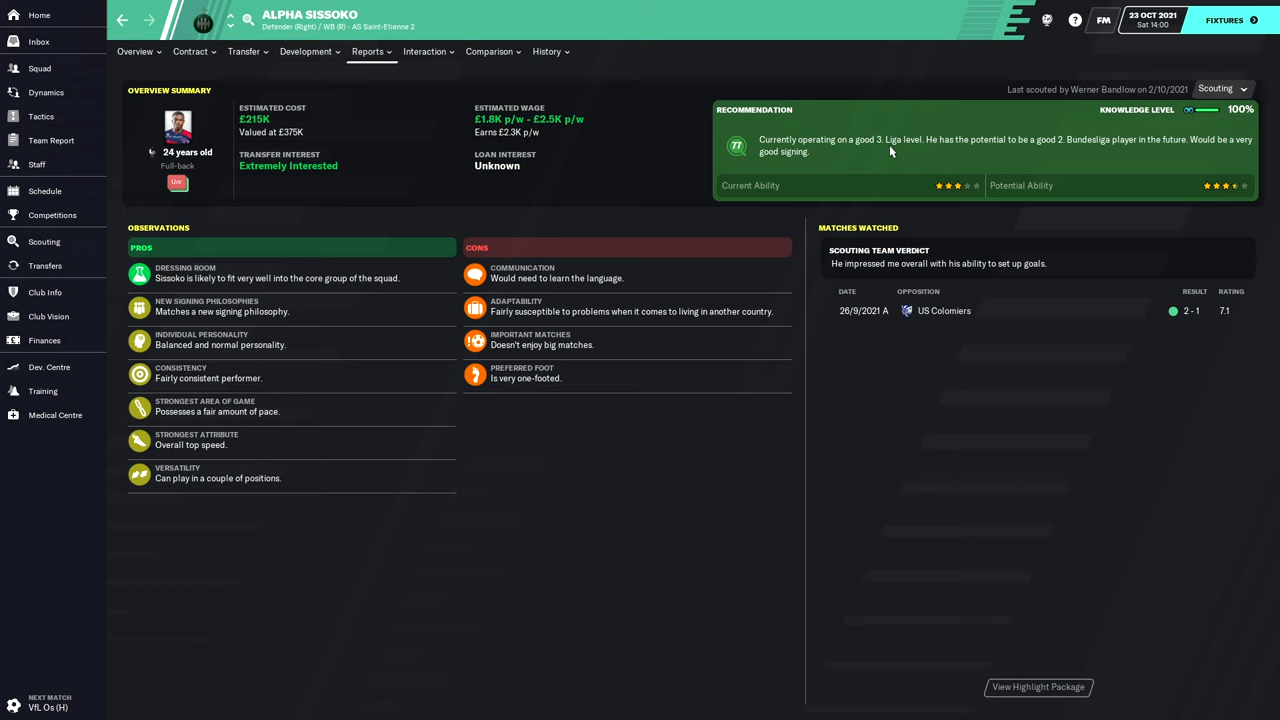 Home
Inbox
Squad
Dynamics
Tactics
Team Report
Staff
Schedule
Competitions
Scouting
Transfers
Club Info
Club Vision
Finances
Dev. Centre
Training
Medical Centre
NEXT MATCH
VfL Os (H)
ALPHA SISSOKO
Defender (Right) / WB (R) - AS Saint-Etienne 2
FM
23 OCT 2021
Sat 14:00
FIXTURES
Overview
Contract
Transfer
Development
Reports
Interaction
Comparison
History
OVERVIEW SUMMARY
Last scouted by Werner Bandlow on 2/10/2021
Scouting
24 years old
Full-back
Unr
ESTIMATED COST
£215K
Valued at £375K
TRANSFER INTEREST
Extremely Interested
ESTIMATED WAGE
£1.8K p/w - £2.5K p/w
Earns £2.3K p/w
LOAN INTEREST
Unknown
RECOMMENDATION
KNOWLEDGE LEVEL 100%
77
Currently operating on a good 3. Liga level. He has the potential to be a good 2. Bundesliga player in the future. Would be a very
good signing.
Current Ability
Potential Ability
OBSERVATIONS
PROS
DRESSING ROOM
Sissoko is likely to fit very well into the core group of the squad.
NEW SIGNING PHILOSOPHIES
Matches a new signing philosophy.
INDIVIDUAL PERSONALITY
Balanced and normal personality.
CONSISTENCY
Fairly consistent performer.
STRONGEST AREA OF GAME
Possesses a fair amount of pace.
STRONGEST ATTRIBUTE
Overall top speed.
VERSATILITY
Can play in a couple of positions.
CONS
COMMUNICATION
Would need to learn the language.
ADAPTABILITY
Fairly susceptible to problems when it comes to living in another country.
IMPORTANT MATCHES
Doesn't enjoy big matches.
PREFERRED FOOT
Is very one-footed.
MATCHES WATCHED
SCOUTING TEAM VERDICT
He impressed me overall with his ability to set up goals.
DATE OPPOSITION RESULT RATING
26/9/2021 A US Colomiers 2 - 1 7.1
View Highlight Package